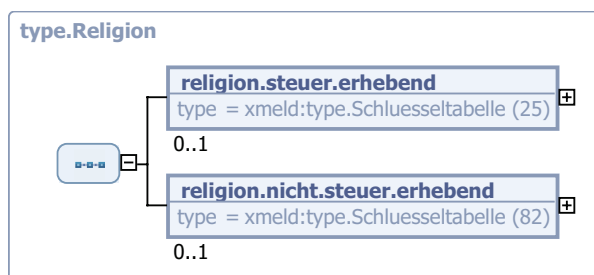 type.Religion
religion.steuer.erhebend
type = xmeld:type.Schluesseltabelle (25)
0..1
religion.nicht.steuer.erhebend
type = xmeld:type.Schluesseltabelle (82)
0..1